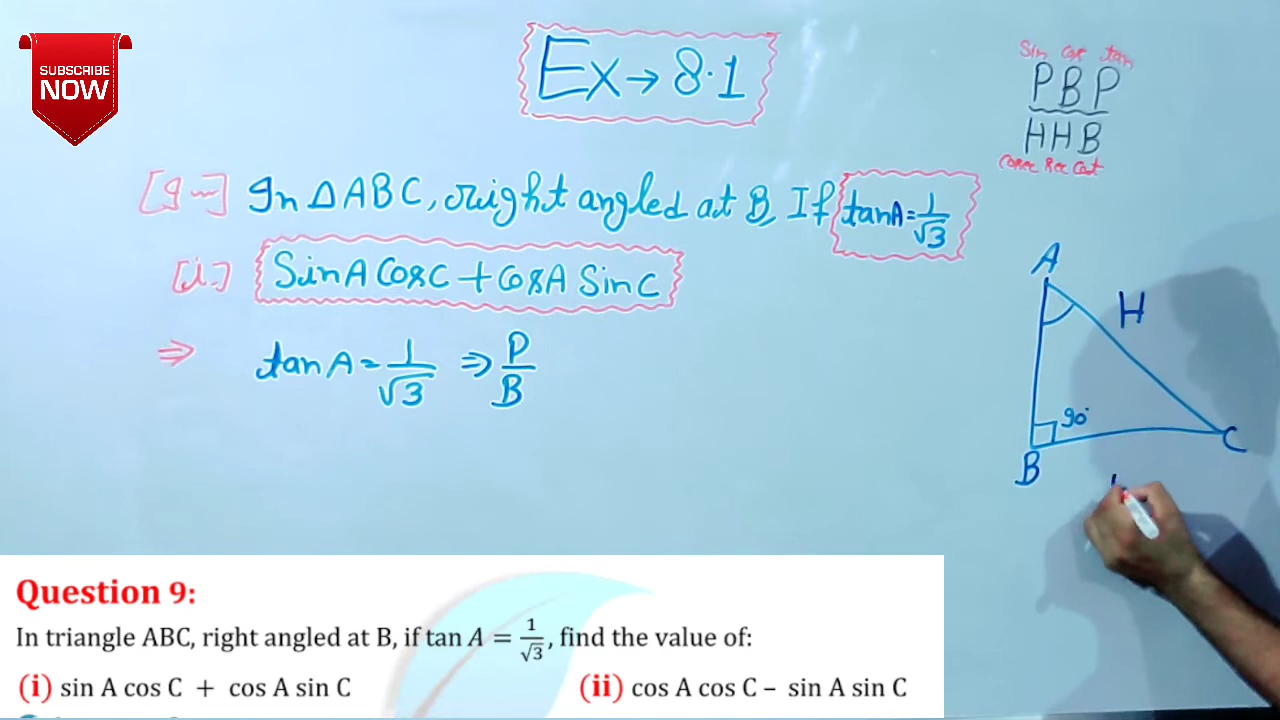 SUBSCRIBE
NOW
Ex→8.1
Sin cos tan
P B P
H H B
Cosec Sec Cot
[9→] In ΔABC, right angled at B, If tanA=1/√3
[i.] SinA CosC + CosA SinC
⇒ tanA=1/√3 ⇒ P/B
A
H
90°
B
C
Question 9:
In triangle ABC, right angled at B, if tan A = 1/√3, find the value of:
(i) sin A cos C + cos A sin C
(ii) cos A cos C – sin A sin C